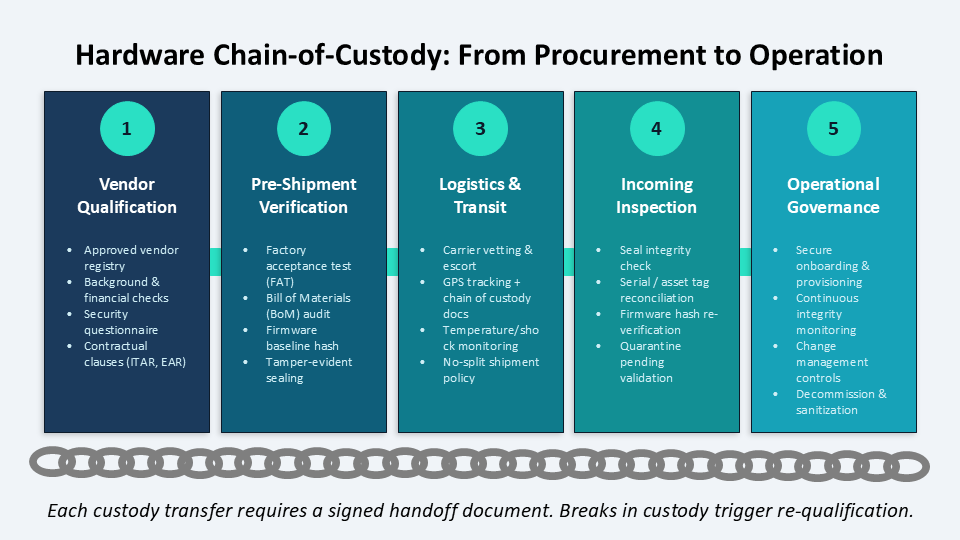 Hardware Chain-of-Custody: From Procurement to Operation
1
Vendor
Qualification
• Approved vendor
registry
• Background &
financial checks
• Security
questionnaire
• Contractual
clauses (ITAR, EAR)
2
Pre-Shipment
Verification
• Factory
acceptance test
(FAT)
• Bill of Materials
(BoM) audit
• Firmware
baseline hash
• Tamper-evident
sealing
3
Logistics &
Transit
• Carrier vetting &
escort
• GPS tracking +
chain of custody
docs
• Temperature/sho
ck monitoring
• No-split shipment
policy
4
Incoming
Inspection
• Seal integrity
check
• Serial / asset tag
reconciliation
• Firmware hash re-
verification
• Quarantine
pending
validation
5
Operational
Governance
• Secure
onboarding &
provisioning
• Continuous
integrity
monitoring
• Change
management
controls
• Decommission &
sanitization
Each custody transfer requires a signed handoff document. Breaks in custody trigger re-qualification.